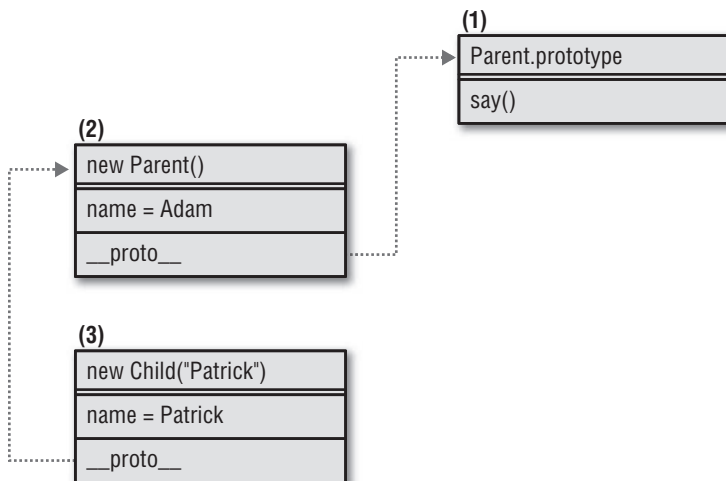 (1)
Parent.prototype
say()
(2)
new Parent()
name = Adam
__proto__
(3)
new Child("Patrick")
name = Patrick
__proto__